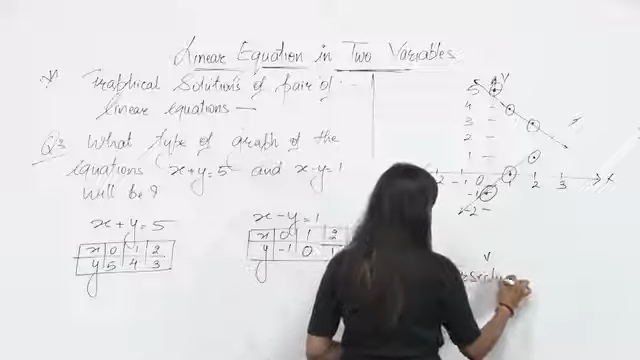 Linear Equation in Two Variables
* Graphical Solutions of pair of
linear equations —
Q3 What type of graph of the
equations x+y=5 and x-y=1
will be?
x+y=5
x 0 1 2
y 5 4 3
x-y=1
x 0 1 2
y -1 0 1
Y
5
4
3
2
1
-2 -1 0 1 2 3 X
-1
-2